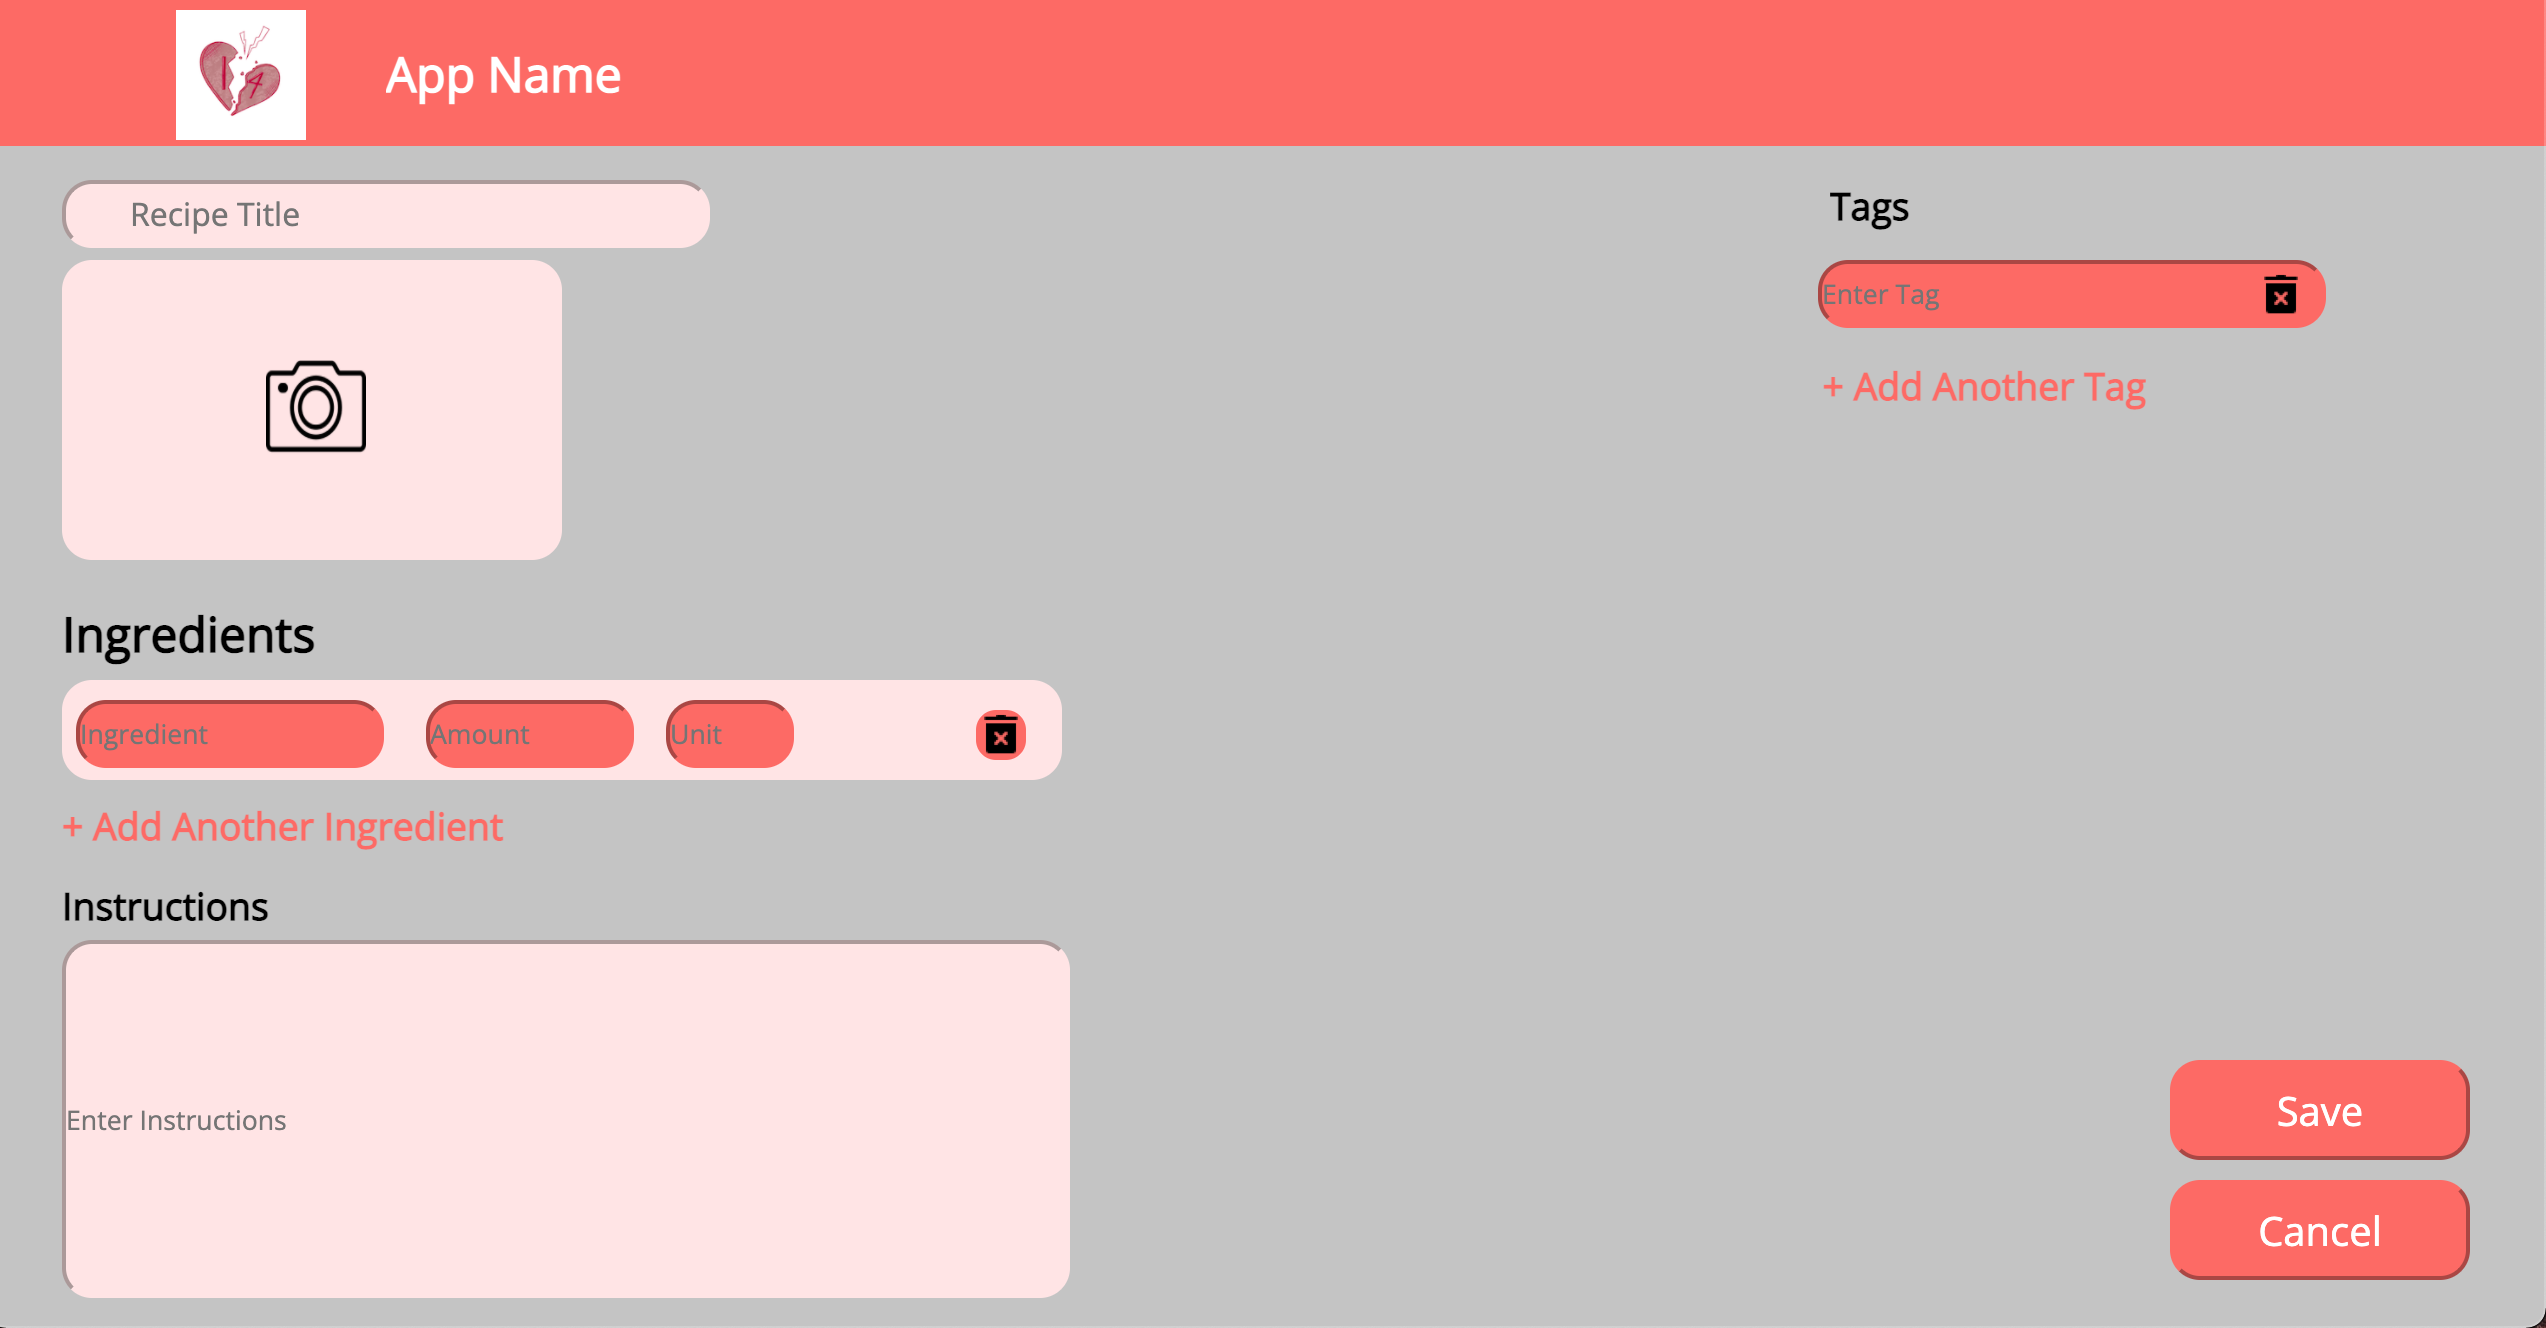 14
App Name
Recipe Title
Tags
Enter Tag
+ Add Another Tag
Ingredients
Ingredient
Amount
Unit
+ Add Another Ingredient
Instructions
Enter Instructions
Save
Cancel